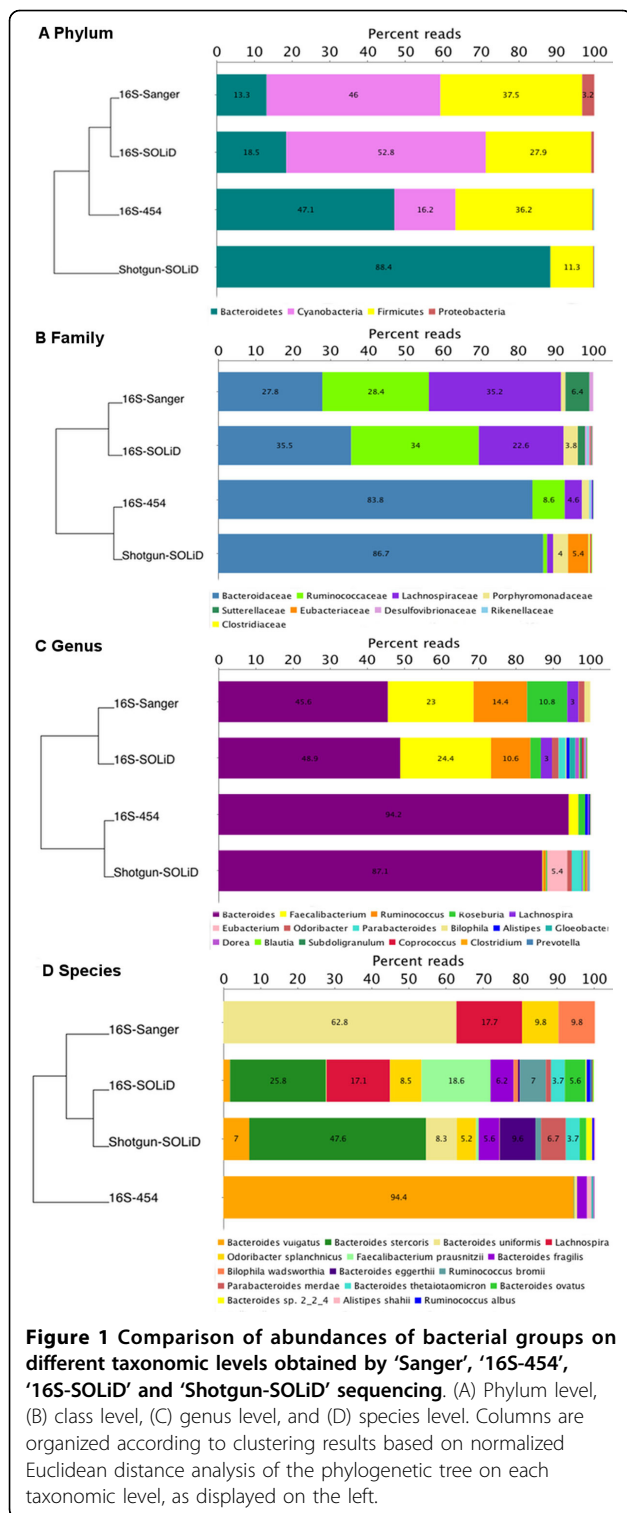 A Phylum
Percent reads
0 10 20 30 40 50 60 70 80 90 100
16S-Sanger
13.3 46 37.5 3.2
16S-SOLiD
18.5 52.8 27.9
16S-454
47.1 16.2 36.2
Shotgun-SOLiD
88.4 11.3
Bacteroidetes Cyanobacteria Firmicutes Proteobacteria
B Family
Percent reads
0 10 20 30 40 50 60 70 80 90 100
16S-Sanger
27.8 28.4 35.2 6.4
16S-SOLiD
35.5 34 22.6 3.8
16S-454
83.8 8.6 4.6
Shotgun-SOLiD
86.7 4 5.4
Bacteroidaceae Ruminococcaceae Lachnospiraceae Porphyromonadaceae
Sutterellaceae Eubacteriaceae Desulfovibrionaceae Rikenellaceae
Clostridiaceae
C Genus
Percent reads
0 10 20 30 40 50 60 70 80 90 100
16S-Sanger
45.6 23 14.4 10.8 3
16S-SOLiD
48.9 24.4 10.6 3
16S-454
94.2
Shotgun-SOLiD
87.1 5.4
Bacteroides Faecalibacterium Ruminococcus Roseburia Lachnospira
Eubacterium Odoribacter Parabacteroides Bilophila Alistipes Gloeobacte
Dorea Blautia Subdoligranulum Coprococcus Clostridium Prevotella
D Species
Percent reads
0 10 20 30 40 50 60 70 80 90 100
16S-Sanger
62.8 17.7 9.8 9.8
16S-SOLiD
25.8 17.1 8.5 18.6 6.2 7 3.7 5.6
Shotgun-SOLiD
7 47.6 8.3 5.2 5.6 9.6 6.7 3.7
16S-454
94.4
Bacteroides vulgatus Bacteroides stercoris Bacteroides uniformis Lachnospira
Odoribacter splanchnicus Faecalibacterium prausnitzii Bacteroides fragilis
Bilophila wadsworthia Bacteroides eggerthii Ruminococcus bromii
Parabacteroides merdae Bacteroides thetaiotaomicron Bacteroides ovatus
Bacteroides sp. 2_2_4 Alistipes shahii Ruminococcus albus
Figure 1 Comparison of abundances of bacterial groups on
different taxonomic levels obtained by ‘Sanger’, ‘16S-454’,
‘16S-SOLiD’ and ‘Shotgun-SOLiD’ sequencing. (A) Phylum level,
(B) class level, (C) genus level, and (D) species level. Columns are
organized according to clustering results based on normalized
Euclidean distance analysis of the phylogenetic tree on each
taxonomic level, as displayed on the left.